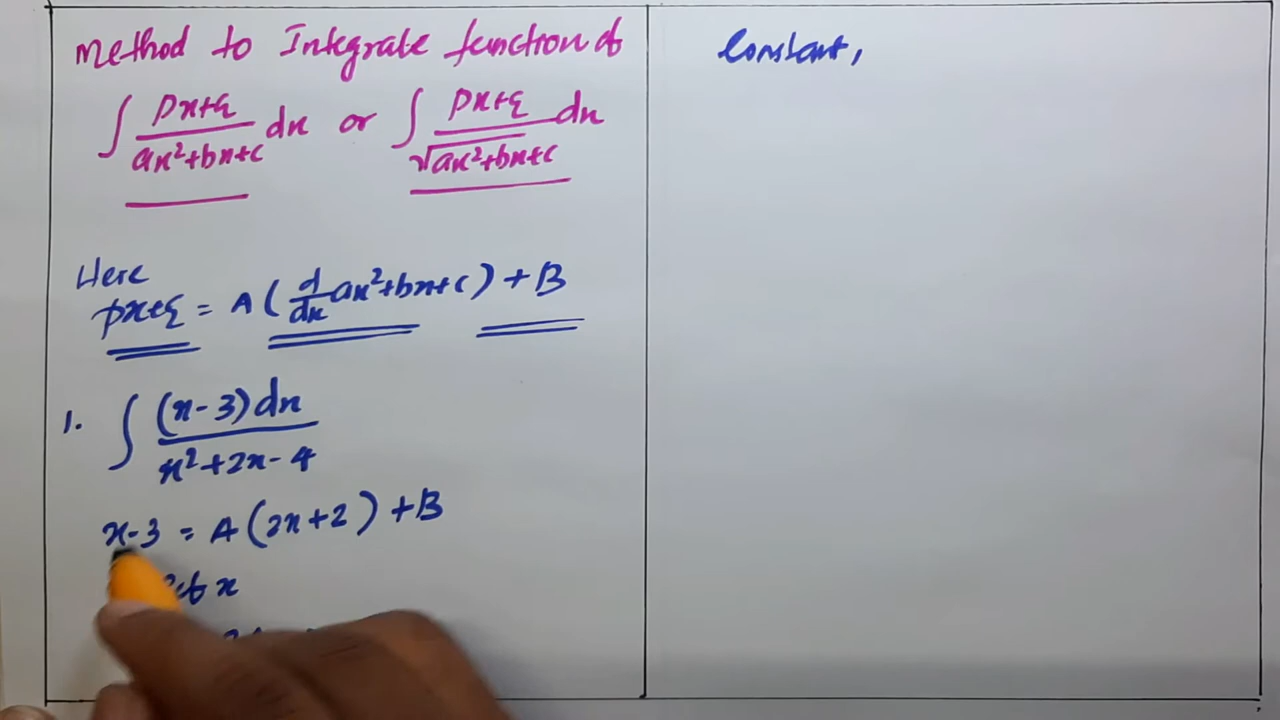 Method to Integrate function of
∫ px+q / ax²+bx+c dx or ∫ px+q / √ax²+bx+c dx
Here
px+q = A ( d/dx ax²+bx+c ) + B
1. ∫ (x-3)dx / x²+2x-4
x-3 = A (2x+2) + B
x
Constant,